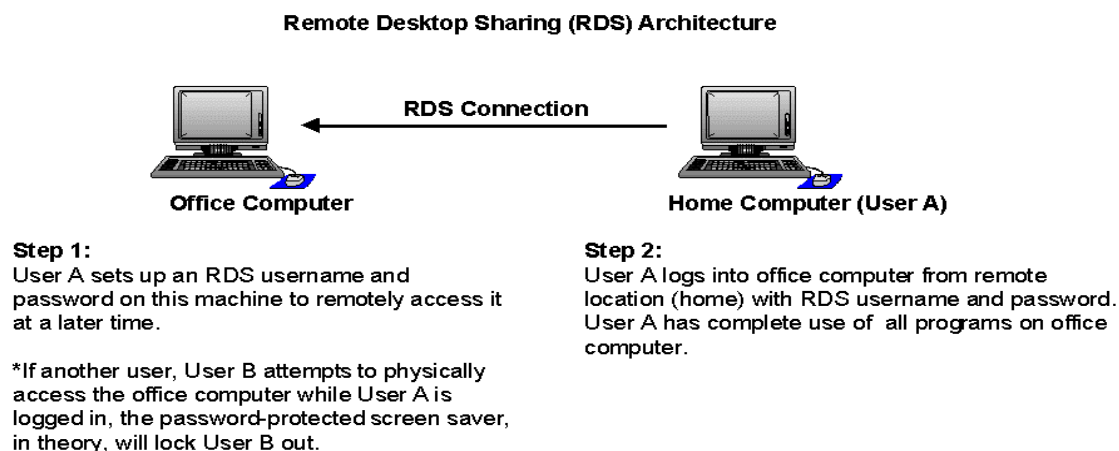 Remote Desktop Sharing (RDS) Architecture
RDS Connection
Office Computer
Home Computer (User A)
Step 1:
User A sets up an RDS username and
password on this machine to remotely access it
at a later time.
*If another user, User B attempts to physically
access the office computer while User A is
logged in, the password-protected screen saver,
in theory, will lock User B out.
Step 2:
User A logs into office computer from remote
location (home) with RDS username and password.
User A has complete use of all programs on office
computer.